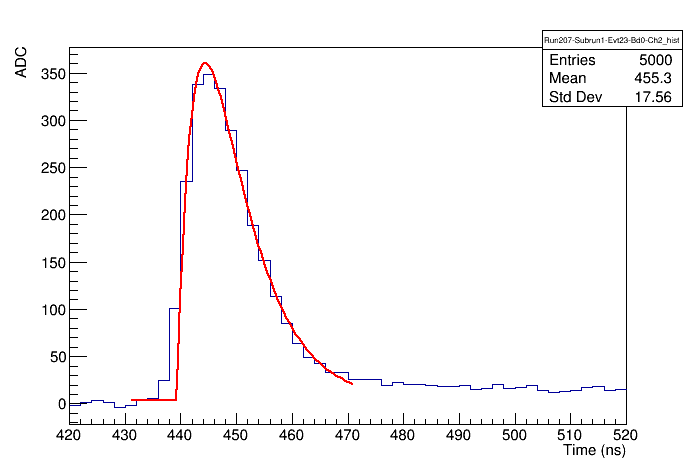 Run207-Subrun1-Evt23-Bd0-Ch2_hist
Entries 5000
Mean 455.3
Std Dev 17.56
ADC
350
300
250
200
150
100
50
0
420 430 440 450 460 470 480 490 500 510 520
Time (ns)